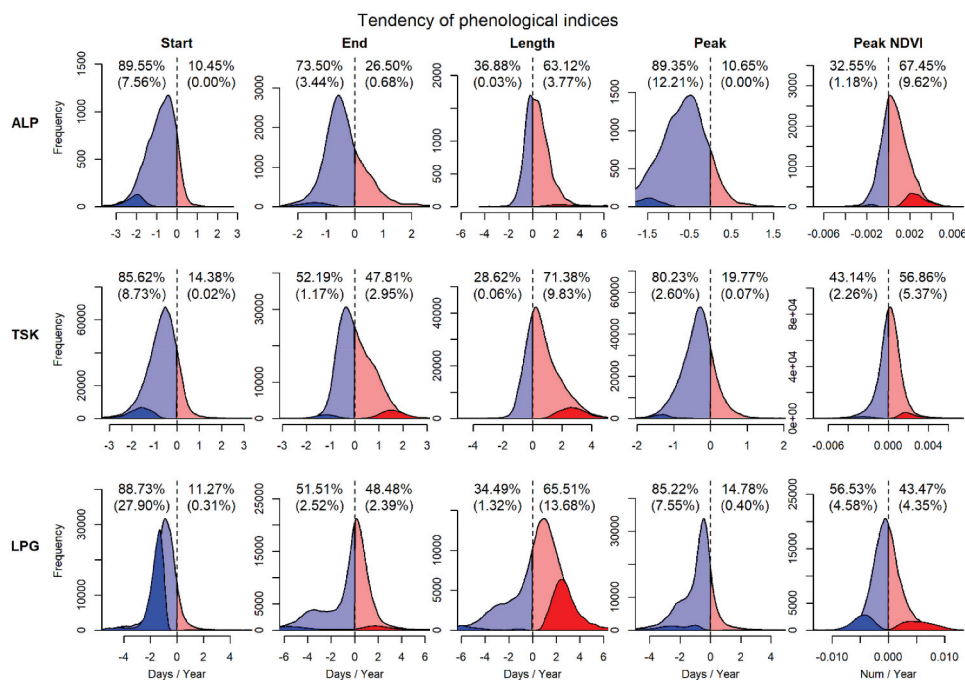 Tendency of phenological indices
Start End Length Peak Peak NDVI
ALP
Frequency
89.55% 10.45% 73.50% 26.50% 36.88% 63.12% 89.35% 10.65% 32.55% 67.45%
(7.56%) (0.00%) (3.44%) (0.68%) (0.03%) (3.77%) (12.21%) (0.00%) (1.18%) (9.62%)
0 500 1000 1500
0 1000 2000 3000
0 500 1000 2000
0 500 1000 1500
0 1000 2000 3000
-3 -2 -1 0 1 2 3
-2 -1 0 1 2
-6 -4 -2 0 2 4 6
-1.5 -0.5 0.5 1.5
-0.006 -0.002 0.002 0.006
TSK
Frequency
85.62% 14.38% 52.19% 47.81% 28.62% 71.38% 80.23% 19.77% 43.14% 56.86%
(8.73%) (0.02%) (1.17%) (2.95%) (0.06%) (9.83%) (2.60%) (0.07%) (2.26%) (5.37%)
0 20000 40000 60000
0 10000 30000
0 20000 40000
0 10000 30000 50000
0e+00 4e+04 8e+04
-3 -2 -1 0 1 2 3
-3 -2 -1 0 1 2 3
-4 -2 0 2 4
-2 -1 0 1 2
-0.006 0.000 0.004
LPG
Frequency
88.73% 11.27% 51.51% 48.48% 34.49% 65.51% 85.22% 14.78% 56.53% 43.47%
(27.90%) (0.31%) (2.52%) (2.39%) (1.32%) (13.68%) (7.55%) (0.40%) (4.58%) (4.35%)
0 10000 30000
0 5000 15000 25000
0 5000 10000
0 10000 20000 30000
0 5000 10000 20000
-4 -2 0 2 4
-6 -4 -2 0 2 4 6
-6 -4 -2 0 2 4 6
-4 -2 0 2 4
-0.010 0.000 0.010
Days / Year Days / Year Days / Year Days / Year Num / Year